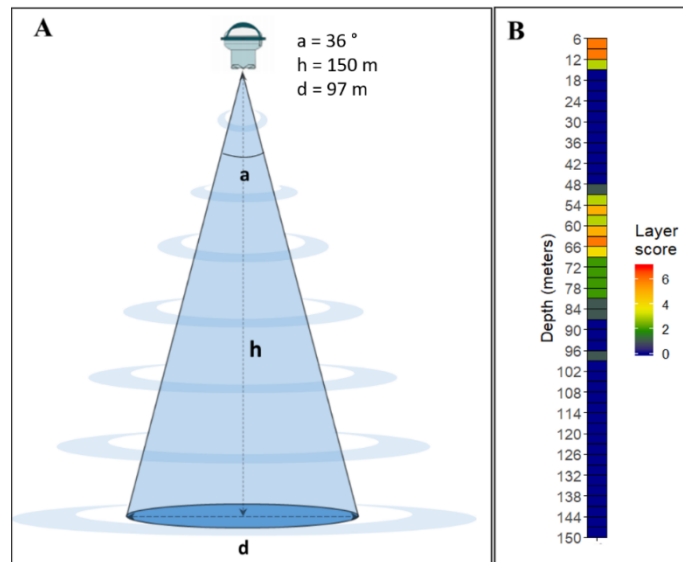 A
a = 36 °
h = 150 m
d = 97 m
a
h
d
B
Depth (meters)
6
12
18
24
30
36
42
48
54
60
66
72
78
84
90
96
102
108
114
120
126
132
138
144
150
Layer
score
6
4
2
0